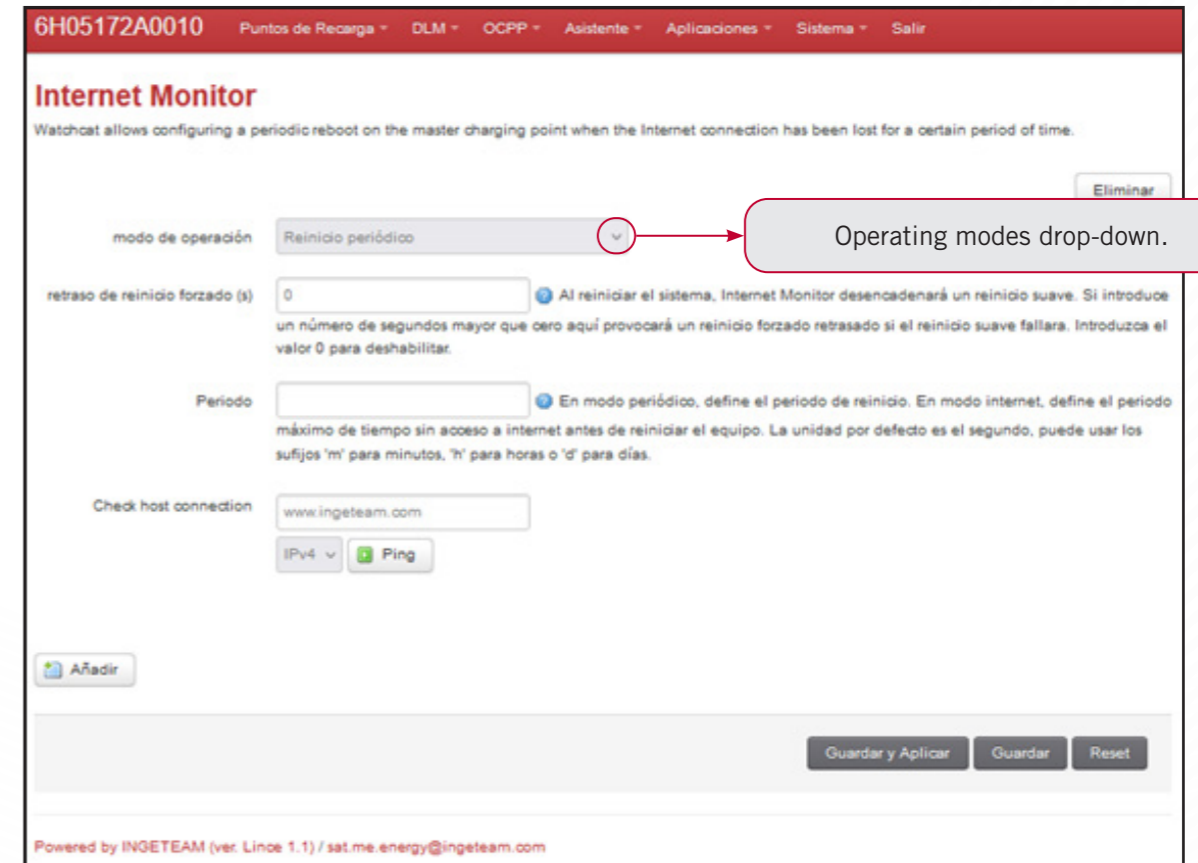 6H05172A0010 Puntos de Recarga DLM OCPP Asistente Aplicaciones Sistema Salir
Internet Monitor
Watchcat allows configuring a periodic reboot on the master charging point when the Internet connection has been lost for a certain period of time.
Eliminar
modo de operación Reinicio periódico
Operating modes drop-down.
retraso de reinicio forzado (s) 0 Al reiniciar el sistema, Internet Monitor desencadenará un reinicio suave. Si introduce
un número de segundos mayor que cero aquí provocará un reinicio forzado retrasado si el reinicio suave fallara. Introduzca el
valor 0 para deshabilitar.
Periodo En modo periódico, define el periodo de reinicio. En modo internet, define el periodo
máximo de tiempo sin acceso a internet antes de reiniciar el equipo. La unidad por defecto es el segundo, puede usar los
sufijos 'm' para minutos, 'h' para horas o 'd' para días.
Check host connection www.ingeteam.com
IPv4 Ping
Añadir
Guardar y Aplicar Guardar Reset
Powered by INGETEAM (ver. Lince 1.1) / sat.me.energy@ingeteam.com